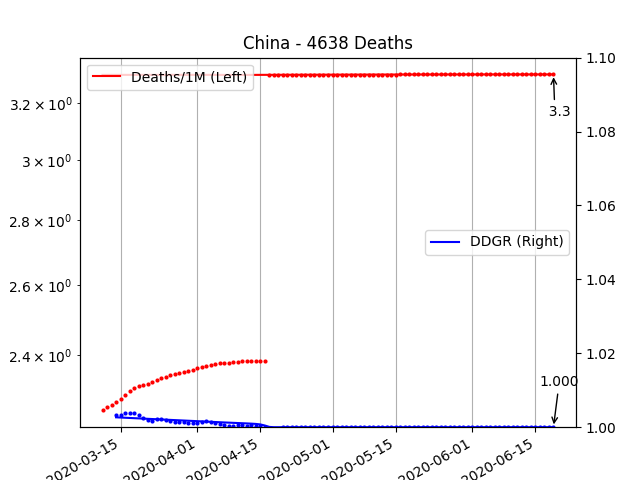 China - 4638 Deaths
Deaths/1M (Left)
DDGR (Right)
3.2 × 10⁰
3 × 10⁰
2.8 × 10⁰
2.6 × 10⁰
2.4 × 10⁰
1.10
1.08
1.06
1.04
1.02
1.00
3.3
1.000
2020-03-15
2020-04-01
2020-04-15
2020-05-01
2020-05-15
2020-06-01
2020-06-15